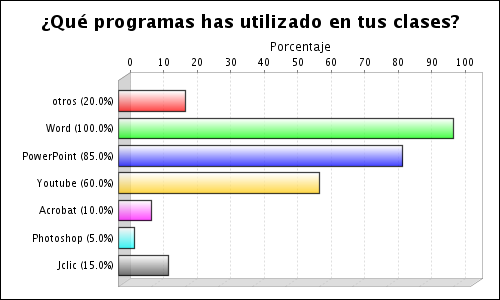 ¿Qué programas has utilizado en tus clases?
Porcentaje
0 10 20 30 40 50 60 70 80 90 100
otros (20.0%)
Word (100.0%)
PowerPoint (85.0%)
Youtube (60.0%)
Acrobat (10.0%)
Photoshop (5.0%)
Jclic (15.0%)